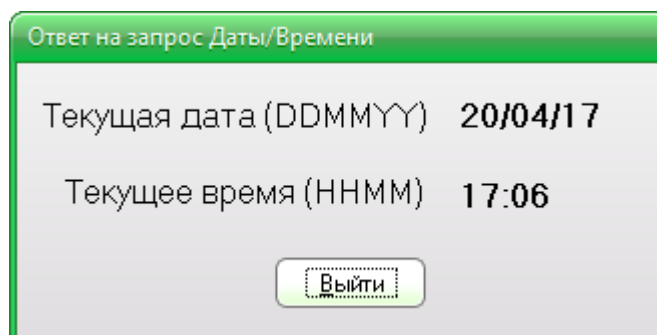 Ответ на запрос Даты/Времени
Текущая дата (DDMMYY) 20/04/17
Текущее время (HHMM) 17:06
Выйти